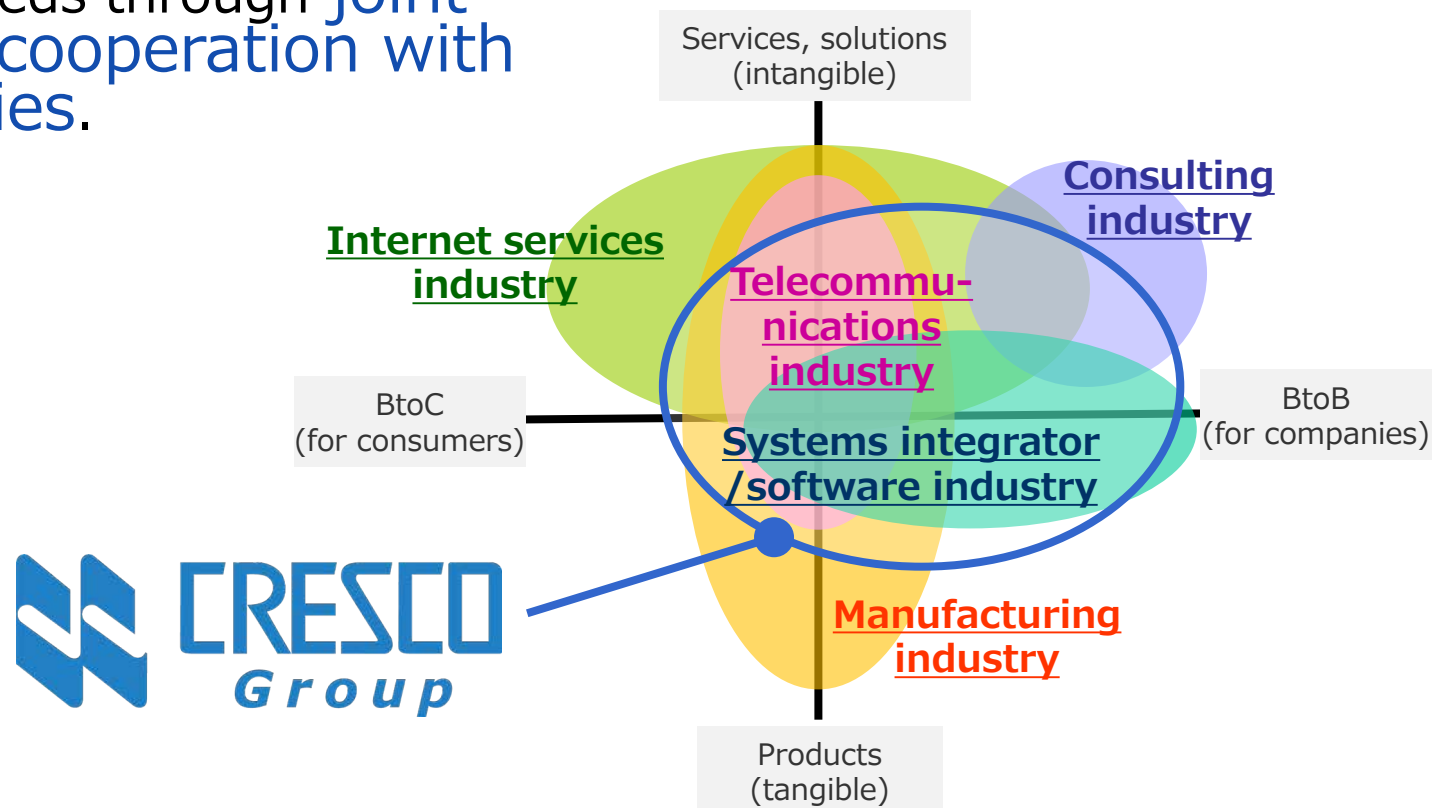 joint
cooperation with
.
Services, solutions
(intangible)
Consulting
industry
Internet services
industry
Telecommu-
nications
industry
BtoC
(for consumers)
BtoB
(for companies)
Systems integrator
/software industry
CRESCO
Group
Manufacturing
industry
Products
(tangible)